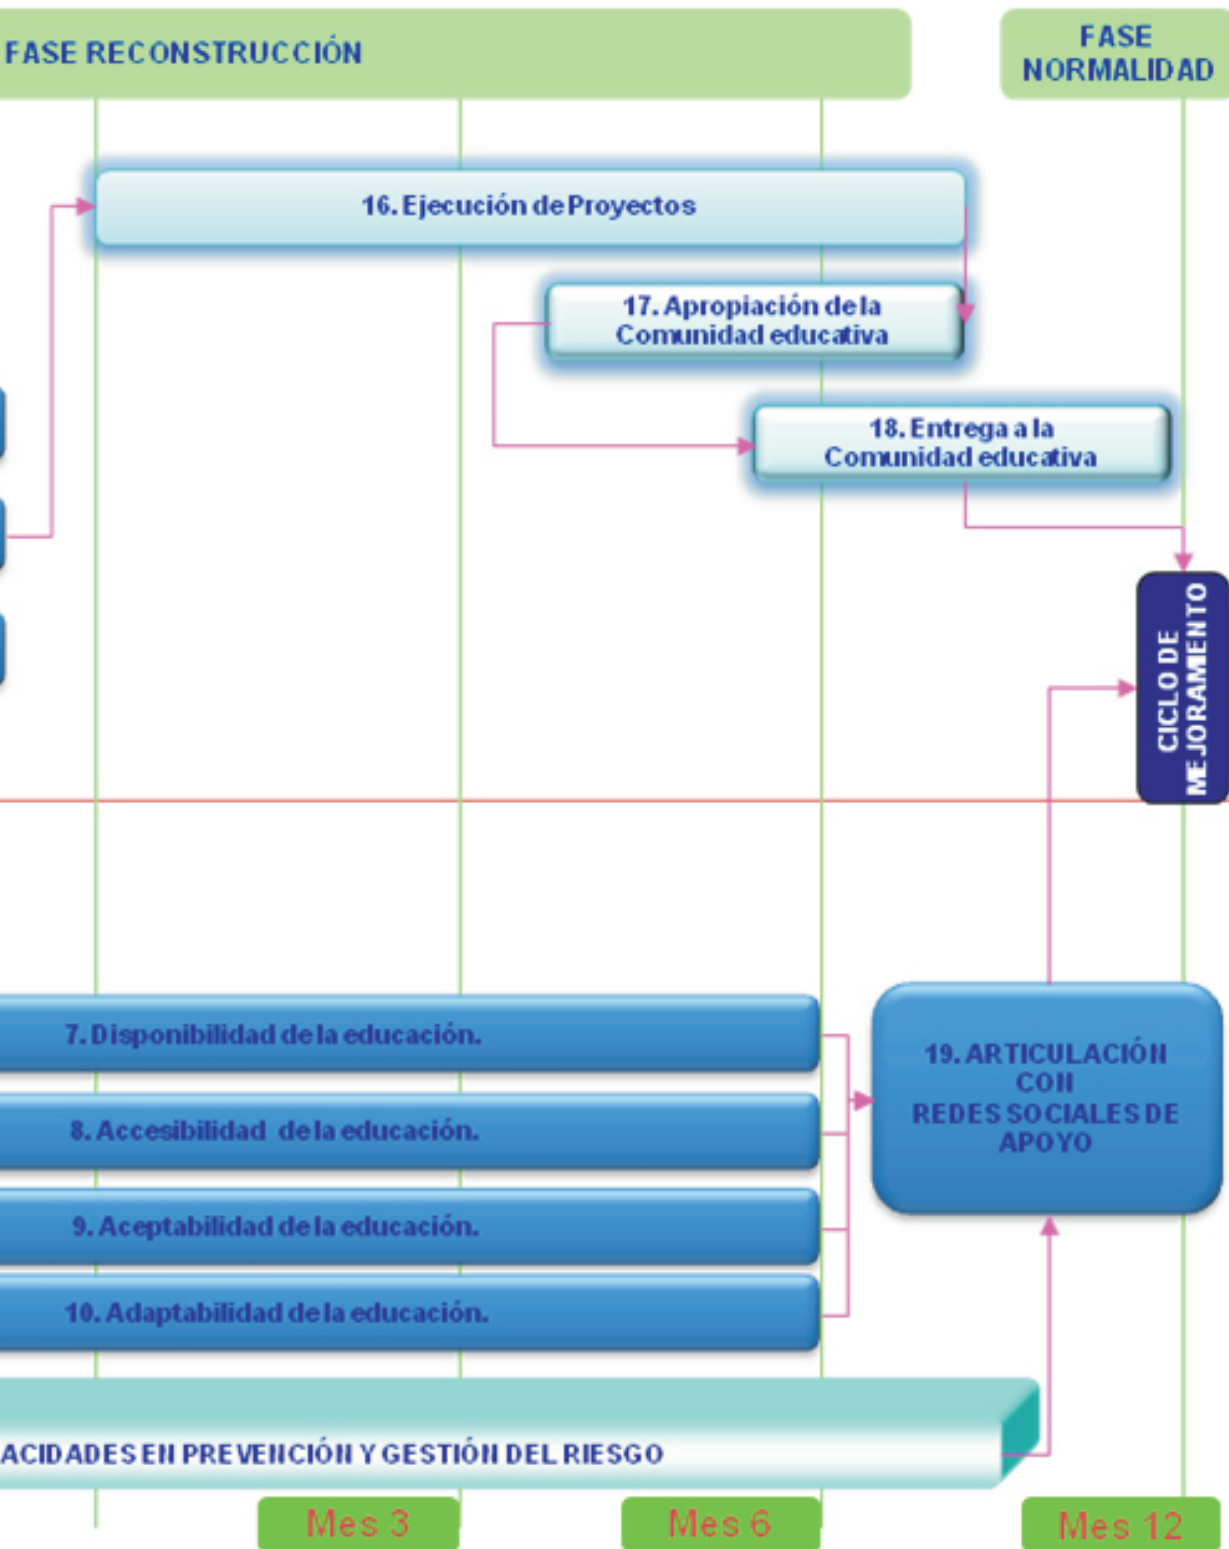 FASE RECONSTRUCCIÓN
FASE
NORMALIDAD
16. Ejecución de Proyectos
17. Apropiación de la
Comunidad educativa
18. Entrega a la
Comunidad educativa
CICLO DE
MEJORAMIENTO
7. Disponibilidad de la educación.
8. Accesibilidad de la educación.
9. Aceptabilidad de la educación.
10. Adaptabilidad de la educación.
19. ARTICULACIÓN
CON
REDES SOCIALES DE
APOYO
ACIDADES EN PREVENCIÓN Y GESTIÓN DEL RIESGO
Mes 3
Mes 6
Mes 12